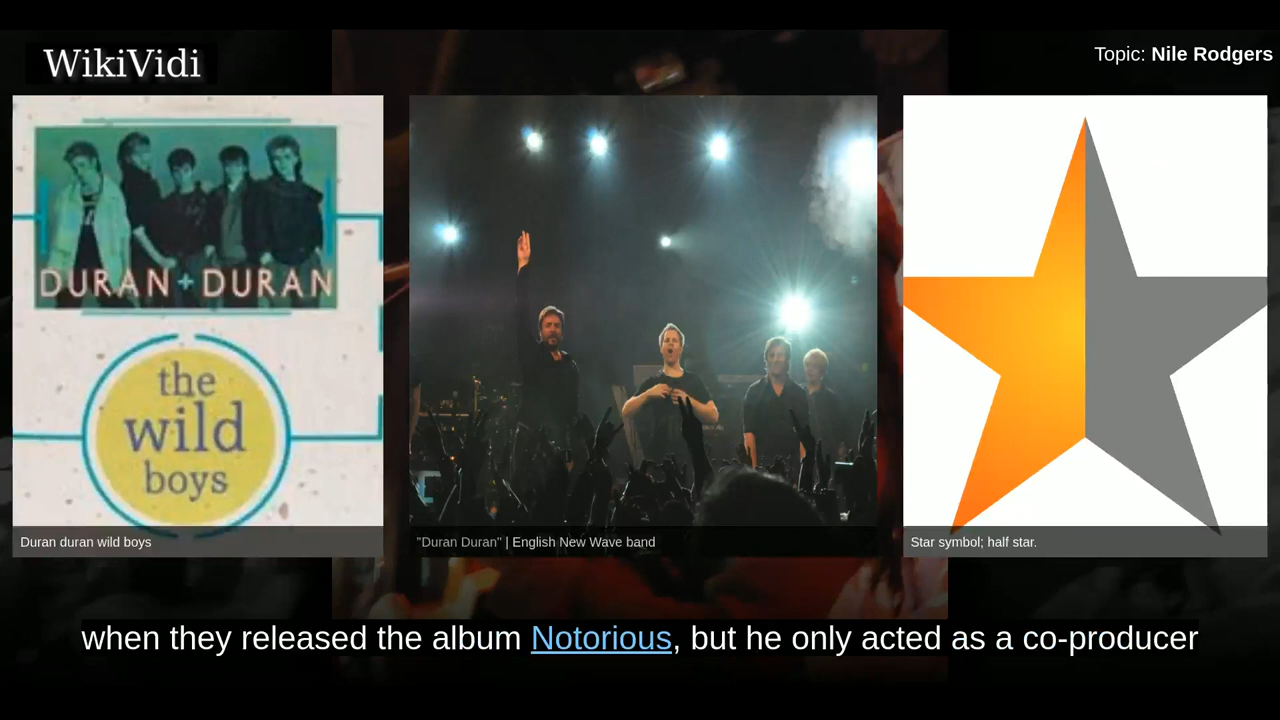 WikiVidi
Topic: Nile Rodgers
DURAN + DURAN
the
wild
boys
Duran duran wild boys
"Duran Duran" | English New Wave band
Star symbol; half star.
when they released the album Notorious, but he only acted as a co-producer